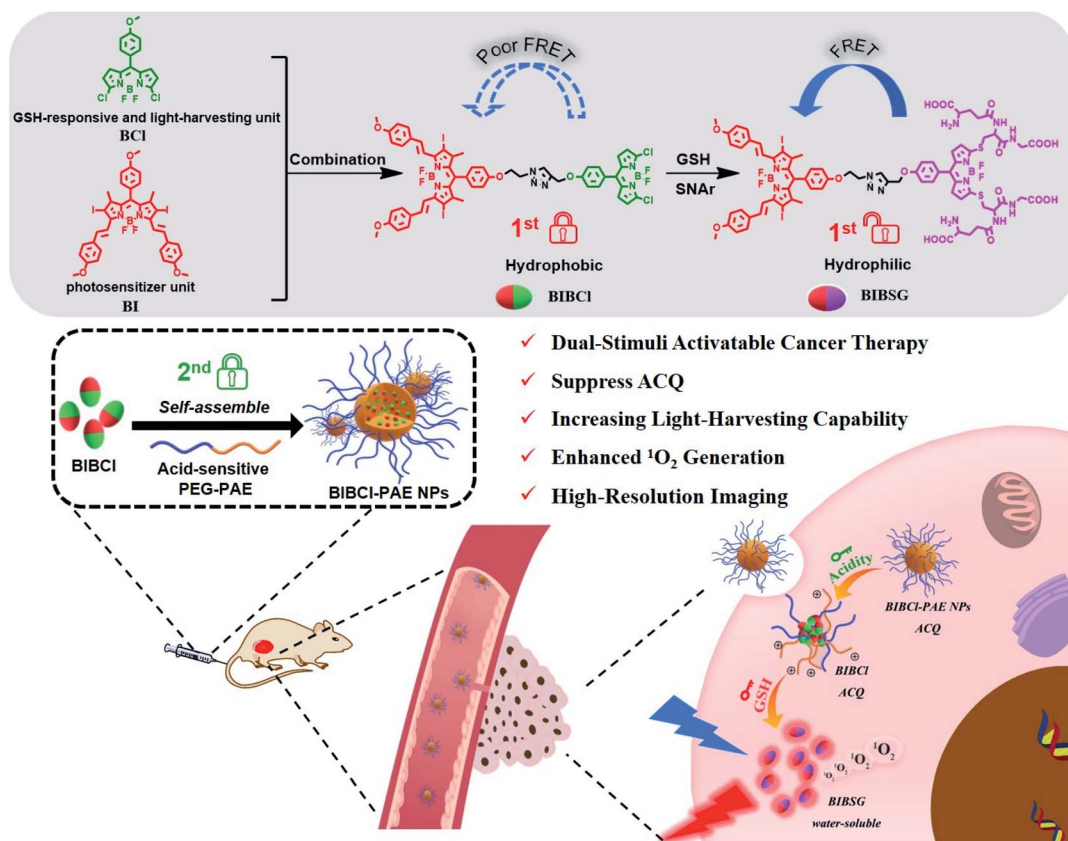 GSH-responsive and light-harvesting unit
BCl
photosensitizer unit
BI
Combination
Poor FRET
1st
Hydrophobic
BIBCl
GSH
SNAr
FRET
1st
Hydrophilic
BIBSG
2nd
Self-assemble
BIBCl
Acid-sensitive
PEG-PAE
BIBCl-PAE NPs
✓ Dual-Stimuli Activatable Cancer Therapy
✓ Suppress ACQ
✓ Increasing Light-Harvesting Capability
✓ Enhanced ¹O₂ Generation
✓ High-Resolution Imaging
Acidity
BIBCl-PAE NPs
ACQ
BIBCl
ACQ
GSH
¹O₂ ¹O₂ ¹O₂ ¹O₂
BIBSG
water-soluble